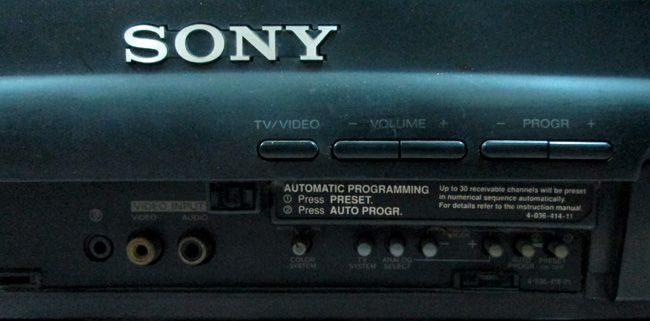 SONY
TV/VIDEO
− VOLUME +
− PROGR +
AUTOMATIC PROGRAMMING
① Press PRESET.
② Press AUTO PROGR.
Up to 30 receivable channels will be preset
in numerical sequence automatically.
For details refer to the instruction manual.
4-036-414-11
VIDEO INPUT
VIDEO
AUDIO
− +
COLOR
SYSTEM
TV
SYSTEM
ANALOG
SELECT
AUTO
PROGR
PRESET